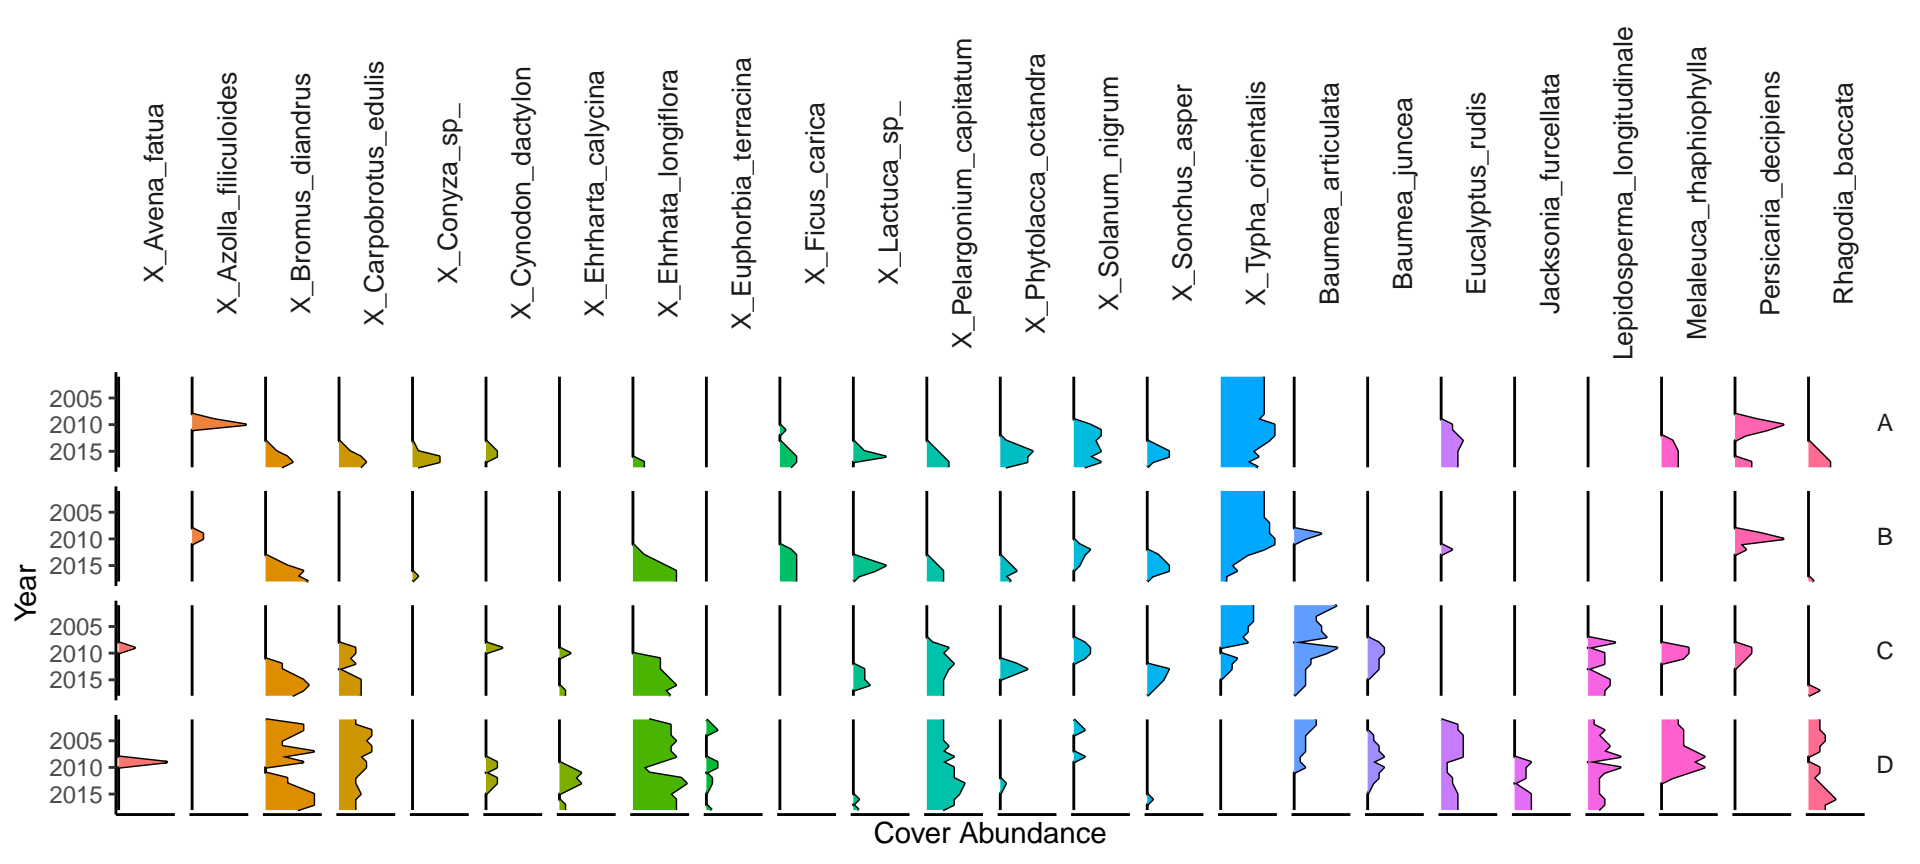 X_Avena_fatua
X_Azolla_filiculoides
X_Bromus_diandrus
X_Carpobrotus_edulis
X_Conyza_sp_
X_Cynodon_dactylon
X_Ehrharta_calycina
X_Ehrhata_longiflora
X_Euphorbia_terracina
X_Ficus_carica
X_Lactuca_sp_
X_Pelargonium_capitatum
X_Phytolacca_octandra
X_Solanum_nigrum
X_Sonchus_asper
X_Typha_orientalis
Baumea_articulata
Baumea_juncea
Eucalyptus_rudis
Jacksonia_furcellata
Lepidosperma_longitudinale
Melaleuca_rhaphiophylla
Persicaria_decipiens
Rhagodia_baccata
2005
2010
2015
A
2005
2010
2015
B
2005
2010
2015
C
2005
2010
2015
D
Year
Cover Abundance